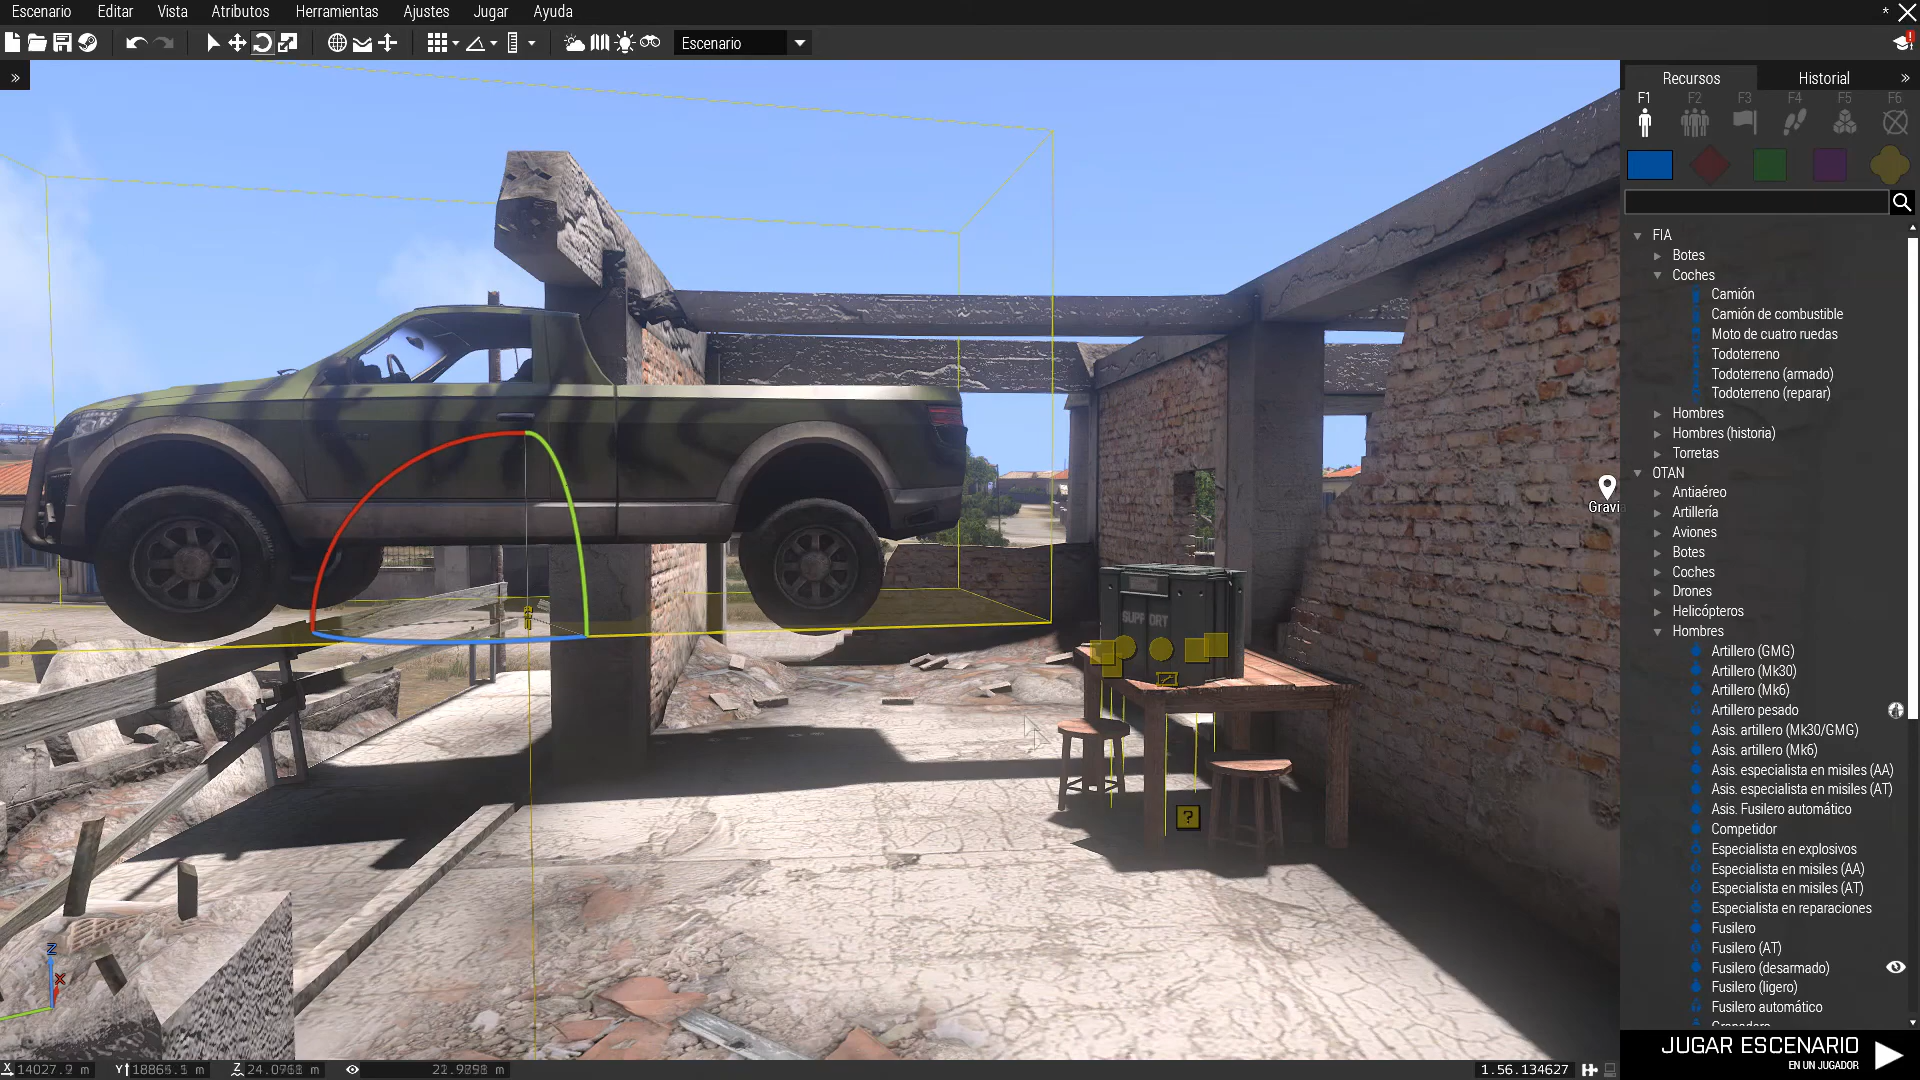 Escenario Editar Vista Atributos Herramientas Ajustes Jugar Ayuda
*
Escenario
»
Recursos Historial »
F1 F2 F3 F4 F5 F6
FIA
Botes
Coches
Camión
Camión de combustible
Moto de cuatro ruedas
Todoterreno
Todoterreno (armado)
Todoterreno (reparar)
Hombres
Hombres (historia)
Torretas
OTAN
Antiaéreo
Artillería
Aviones
Botes
Coches
Drones
Helicópteros
Hombres
Artillero (GMG)
Artillero (Mk30)
Artillero (Mk6)
Artillero pesado
Asis. artillero (Mk30/GMG)
Asis. artillero (Mk6)
Asis. especialista en misiles (AA)
Asis. especialista en misiles (AT)
Asis. Fusilero automático
Competidor
Especialista en explosivos
Especialista en misiles (AA)
Especialista en misiles (AT)
Especialista en reparaciones
Fusilero
Fusilero (AT)
Fusilero (desarmado)
Fusilero (ligero)
Fusilero automático
Gravi
SUPPORT
?
Z
X
JUGAR ESCENARIO
EN UN JUGADOR
X 14027.9 m Y 18865.1 m Z m m
1.56.134627